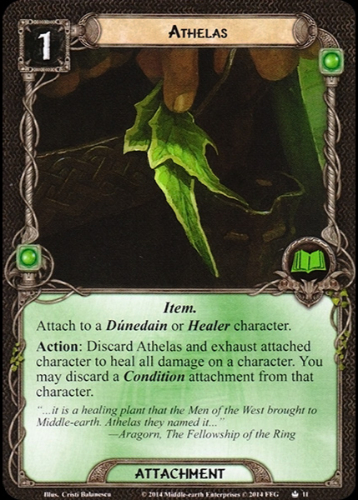 1
ATHELAS
Item.
Attach to a Dúnedain or Healer character.
Action: Discard Athelas and exhaust attached
character to heal all damage on a character. You
may discard a Condition attachment from that
character.
"...it is a healing plant that the Men of the West brought to
Middle-earth. Athelas they named it..."
—Aragorn, The Fellowship of the Ring
ATTACHMENT
Illus. Cristi Balanescu
© 2014 Middle-earth Enterprises © 2014 FFG
11